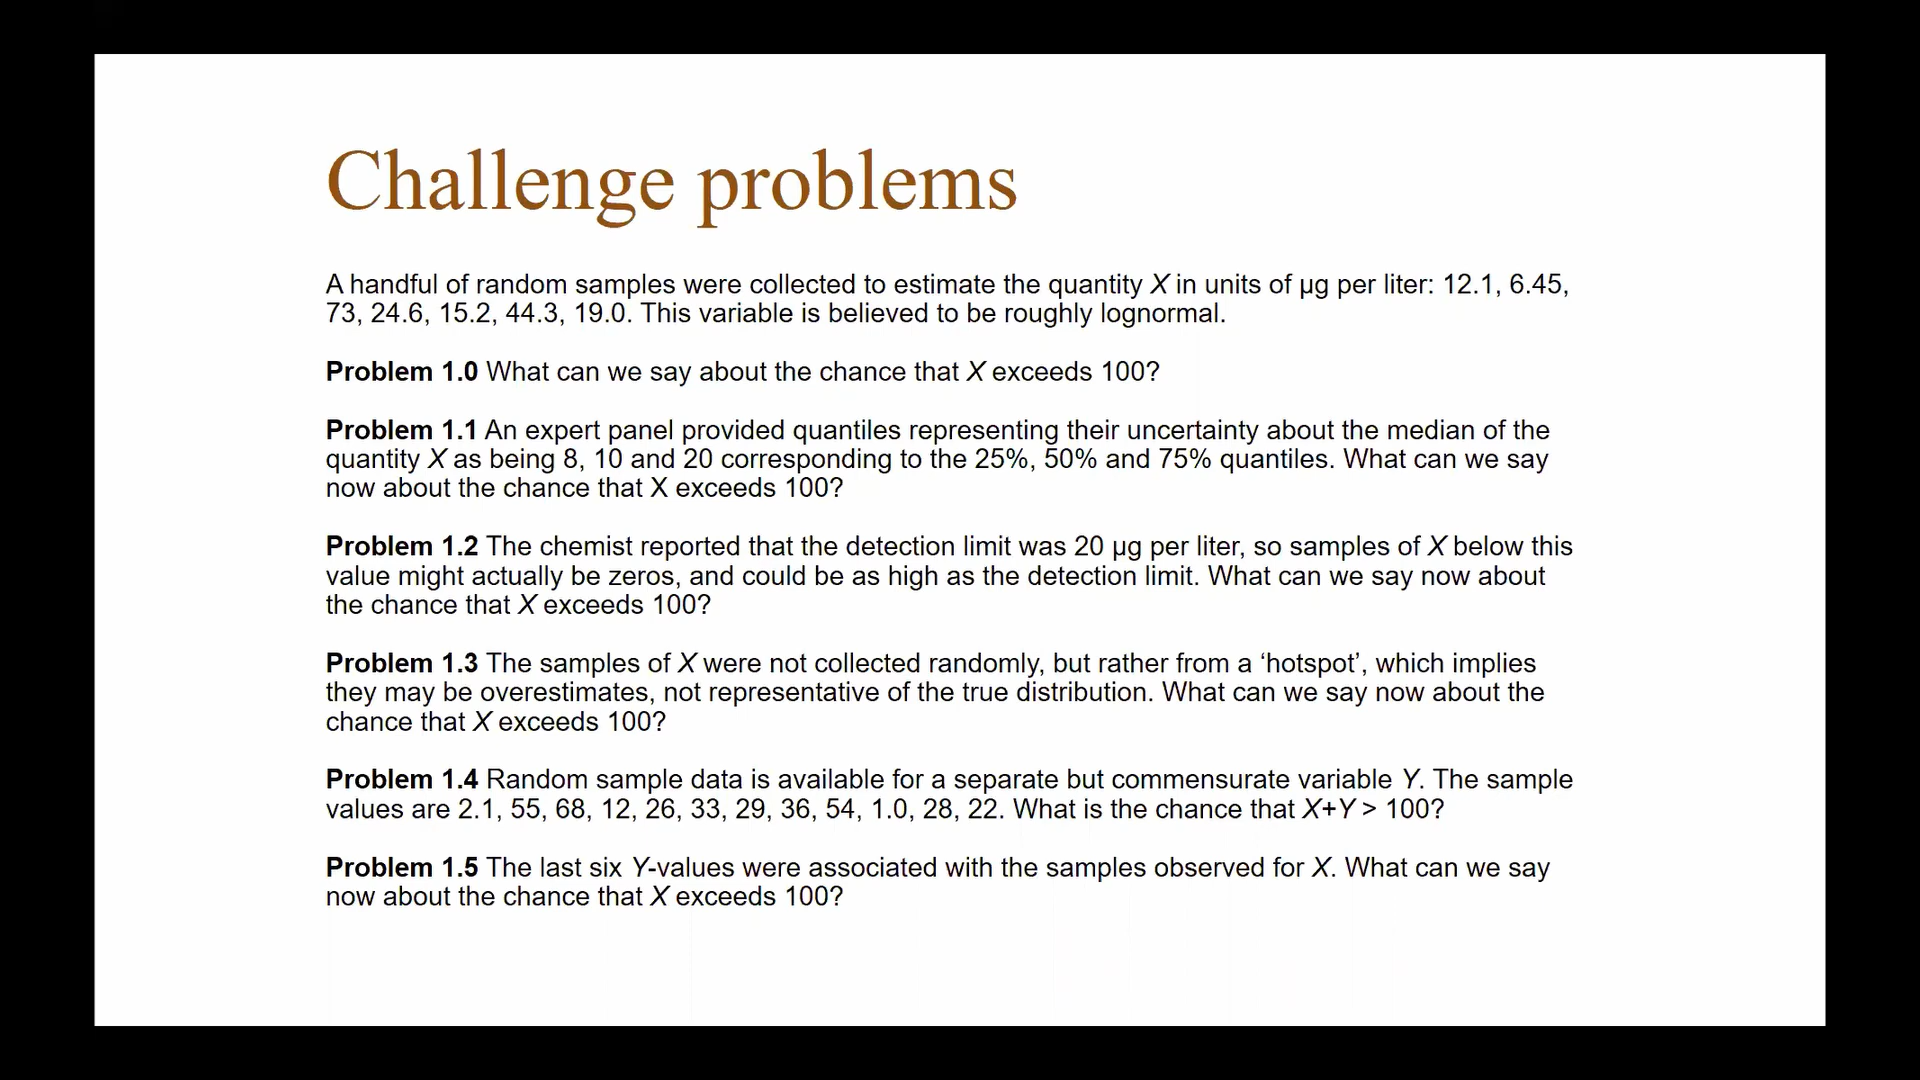 Challenge problems
A handful of random samples were collected to estimate the quantity X in units of µg per liter: 12.1, 6.45,
73, 24.6, 15.2, 44.3, 19.0. This variable is believed to be roughly lognormal.
Problem 1.0 What can we say about the chance that X exceeds 100?
Problem 1.1 An expert panel provided quantiles representing their uncertainty about the median of the
quantity X as being 8, 10 and 20 corresponding to the 25%, 50% and 75% quantiles. What can we say
now about the chance that X exceeds 100?
Problem 1.2 The chemist reported that the detection limit was 20 µg per liter, so samples of X below this
value might actually be zeros, and could be as high as the detection limit. What can we say now about
the chance that X exceeds 100?
Problem 1.3 The samples of X were not collected randomly, but rather from a ‘hotspot’, which implies
they may be overestimates, not representative of the true distribution. What can we say now about the
chance that X exceeds 100?
Problem 1.4 Random sample data is available for a separate but commensurate variable Y. The sample
values are 2.1, 55, 68, 12, 26, 33, 29, 36, 54, 1.0, 28, 22. What is the chance that X+Y > 100?
Problem 1.5 The last six Y-values were associated with the samples observed for X. What can we say
now about the chance that X exceeds 100?